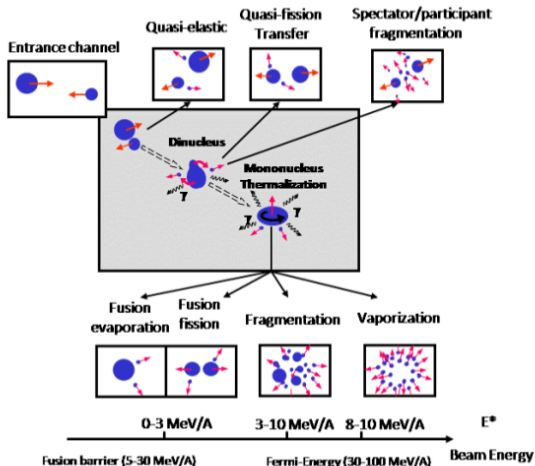 Entrance channel
Quasi-elastic
Quasi-fission
Transfer
Spectator/participant
fragmentation
Dinucleus
Mononucleus
Thermalization
γ
γ
γ
Fusion
evaporation
Fusion
fission
Fragmentation
Vaporization
0-3 MeV/A
3-10 MeV/A
8-10 MeV/A
E*
Fusion barrier (5-30 MeV/A)
Fermi-Energy (30-100 MeV/A)
Beam Energy